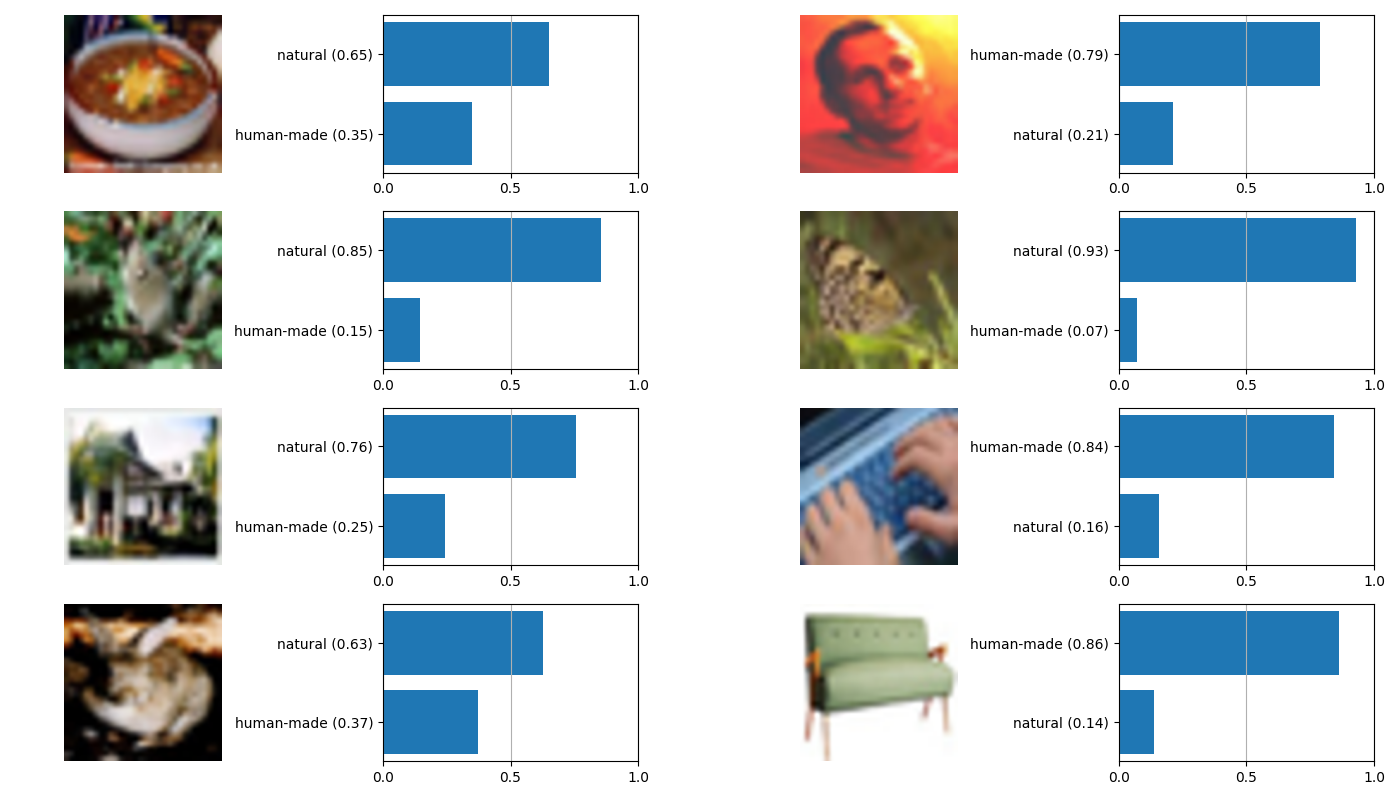 natural (0.65)
human-made (0.35)
0.0 0.5 1.0
human-made (0.79)
natural (0.21)
0.0 0.5 1.0
natural (0.85)
human-made (0.15)
0.0 0.5 1.0
natural (0.93)
human-made (0.07)
0.0 0.5 1.0
natural (0.76)
human-made (0.25)
0.0 0.5 1.0
human-made (0.84)
natural (0.16)
0.0 0.5 1.0
natural (0.63)
human-made (0.37)
0.0 0.5 1.0
human-made (0.86)
natural (0.14)
0.0 0.5 1.0